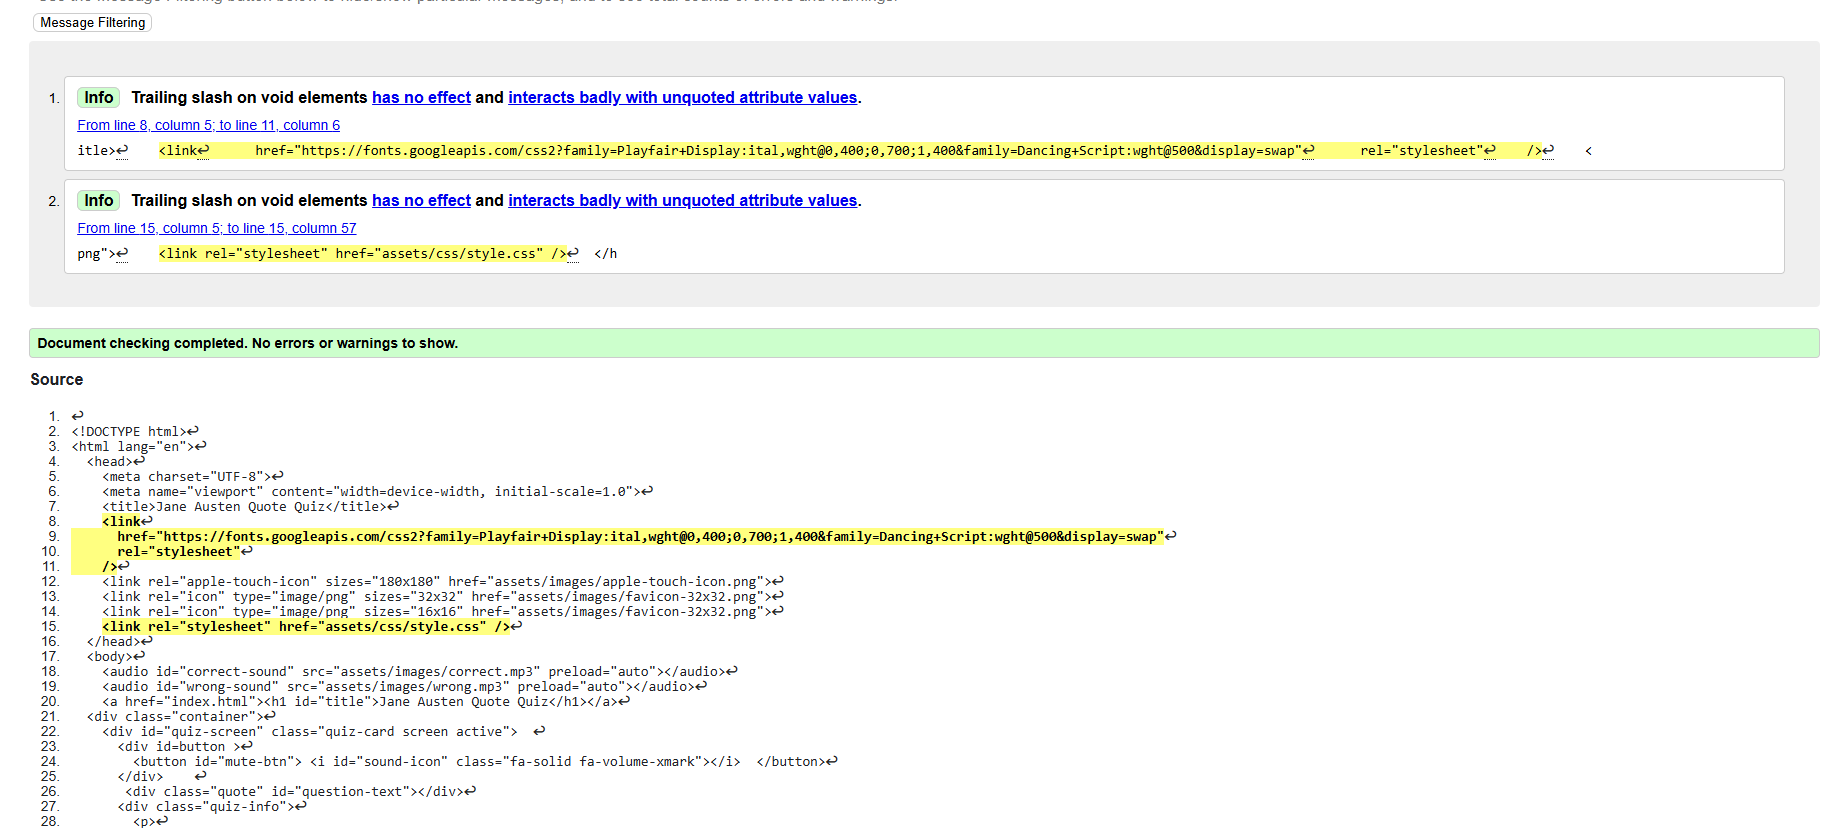 Message Filtering
1. Info Trailing slash on void elements has no effect and interacts badly with unquoted attribute values.
From line 8, column 5; to line 11, column 6
itle>↩    <link↩      href="https://fonts.googleapis.com/css2?family=Playfair+Display:ital,wght@0,400;0,700;1,400&family=Dancing+Script:wght@500&display=swap"↩      rel="stylesheet"↩    />↩    <
2. Info Trailing slash on void elements has no effect and interacts badly with unquoted attribute values.
From line 15, column 5; to line 15, column 57
png">↩    <link rel="stylesheet" href="assets/css/style.css" />↩  </h
Document checking completed. No errors or warnings to show.
Source
1. ↩
2. <!DOCTYPE html>↩
3. <html lang="en">↩
4.   <head>↩
5.     <meta charset="UTF-8">↩
6.     <meta name="viewport" content="width=device-width, initial-scale=1.0">↩
7.     <title>Jane Austen Quote Quiz</title>↩
8.     <link↩
9.       href="https://fonts.googleapis.com/css2?family=Playfair+Display:ital,wght@0,400;0,700;1,400&family=Dancing+Script:wght@500&display=swap"↩
10.       rel="stylesheet"↩
11.     />↩
12.     <link rel="apple-touch-icon" sizes="180x180" href="assets/images/apple-touch-icon.png">↩
13.     <link rel="icon" type="image/png" sizes="32x32" href="assets/images/favicon-32x32.png">↩
14.     <link rel="icon" type="image/png" sizes="16x16" href="assets/images/favicon-32x32.png">↩
15.     <link rel="stylesheet" href="assets/css/style.css" />↩
16.   </head>↩
17.   <body>↩
18.     <audio id="correct-sound" src="assets/images/correct.mp3" preload="auto"></audio>↩
19.     <audio id="wrong-sound" src="assets/images/wrong.mp3" preload="auto"></audio>↩
20.     <a href="index.html"><h1 id="title">Jane Austen Quote Quiz</h1></a>↩
21.   <div class="container">↩
22.     <div id="quiz-screen" class="quiz-card screen active">  ↩
23.       <div id=button >↩
24.         <button id="mute-btn"> <i id="sound-icon" class="fa-solid fa-volume-xmark"></i>  </button>↩
25.       </div>    ↩
26.        <div class="quote" id="question-text"></div>↩
27.       <div class="quiz-info">↩
28.         <p>↩